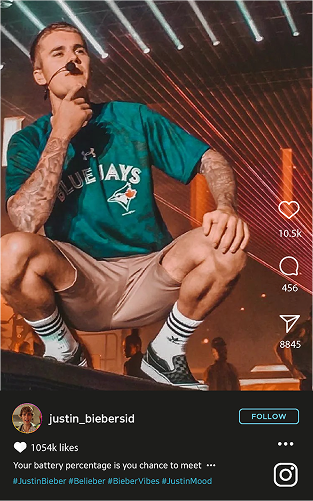 BLUE JAYS
10.5k
456
8845
justin_biebersid
FOLLOW
1054k likes
Your battery percentage is you chance to meet •••
#JustinBieber #Belieber #BieberVibes #JustinMood